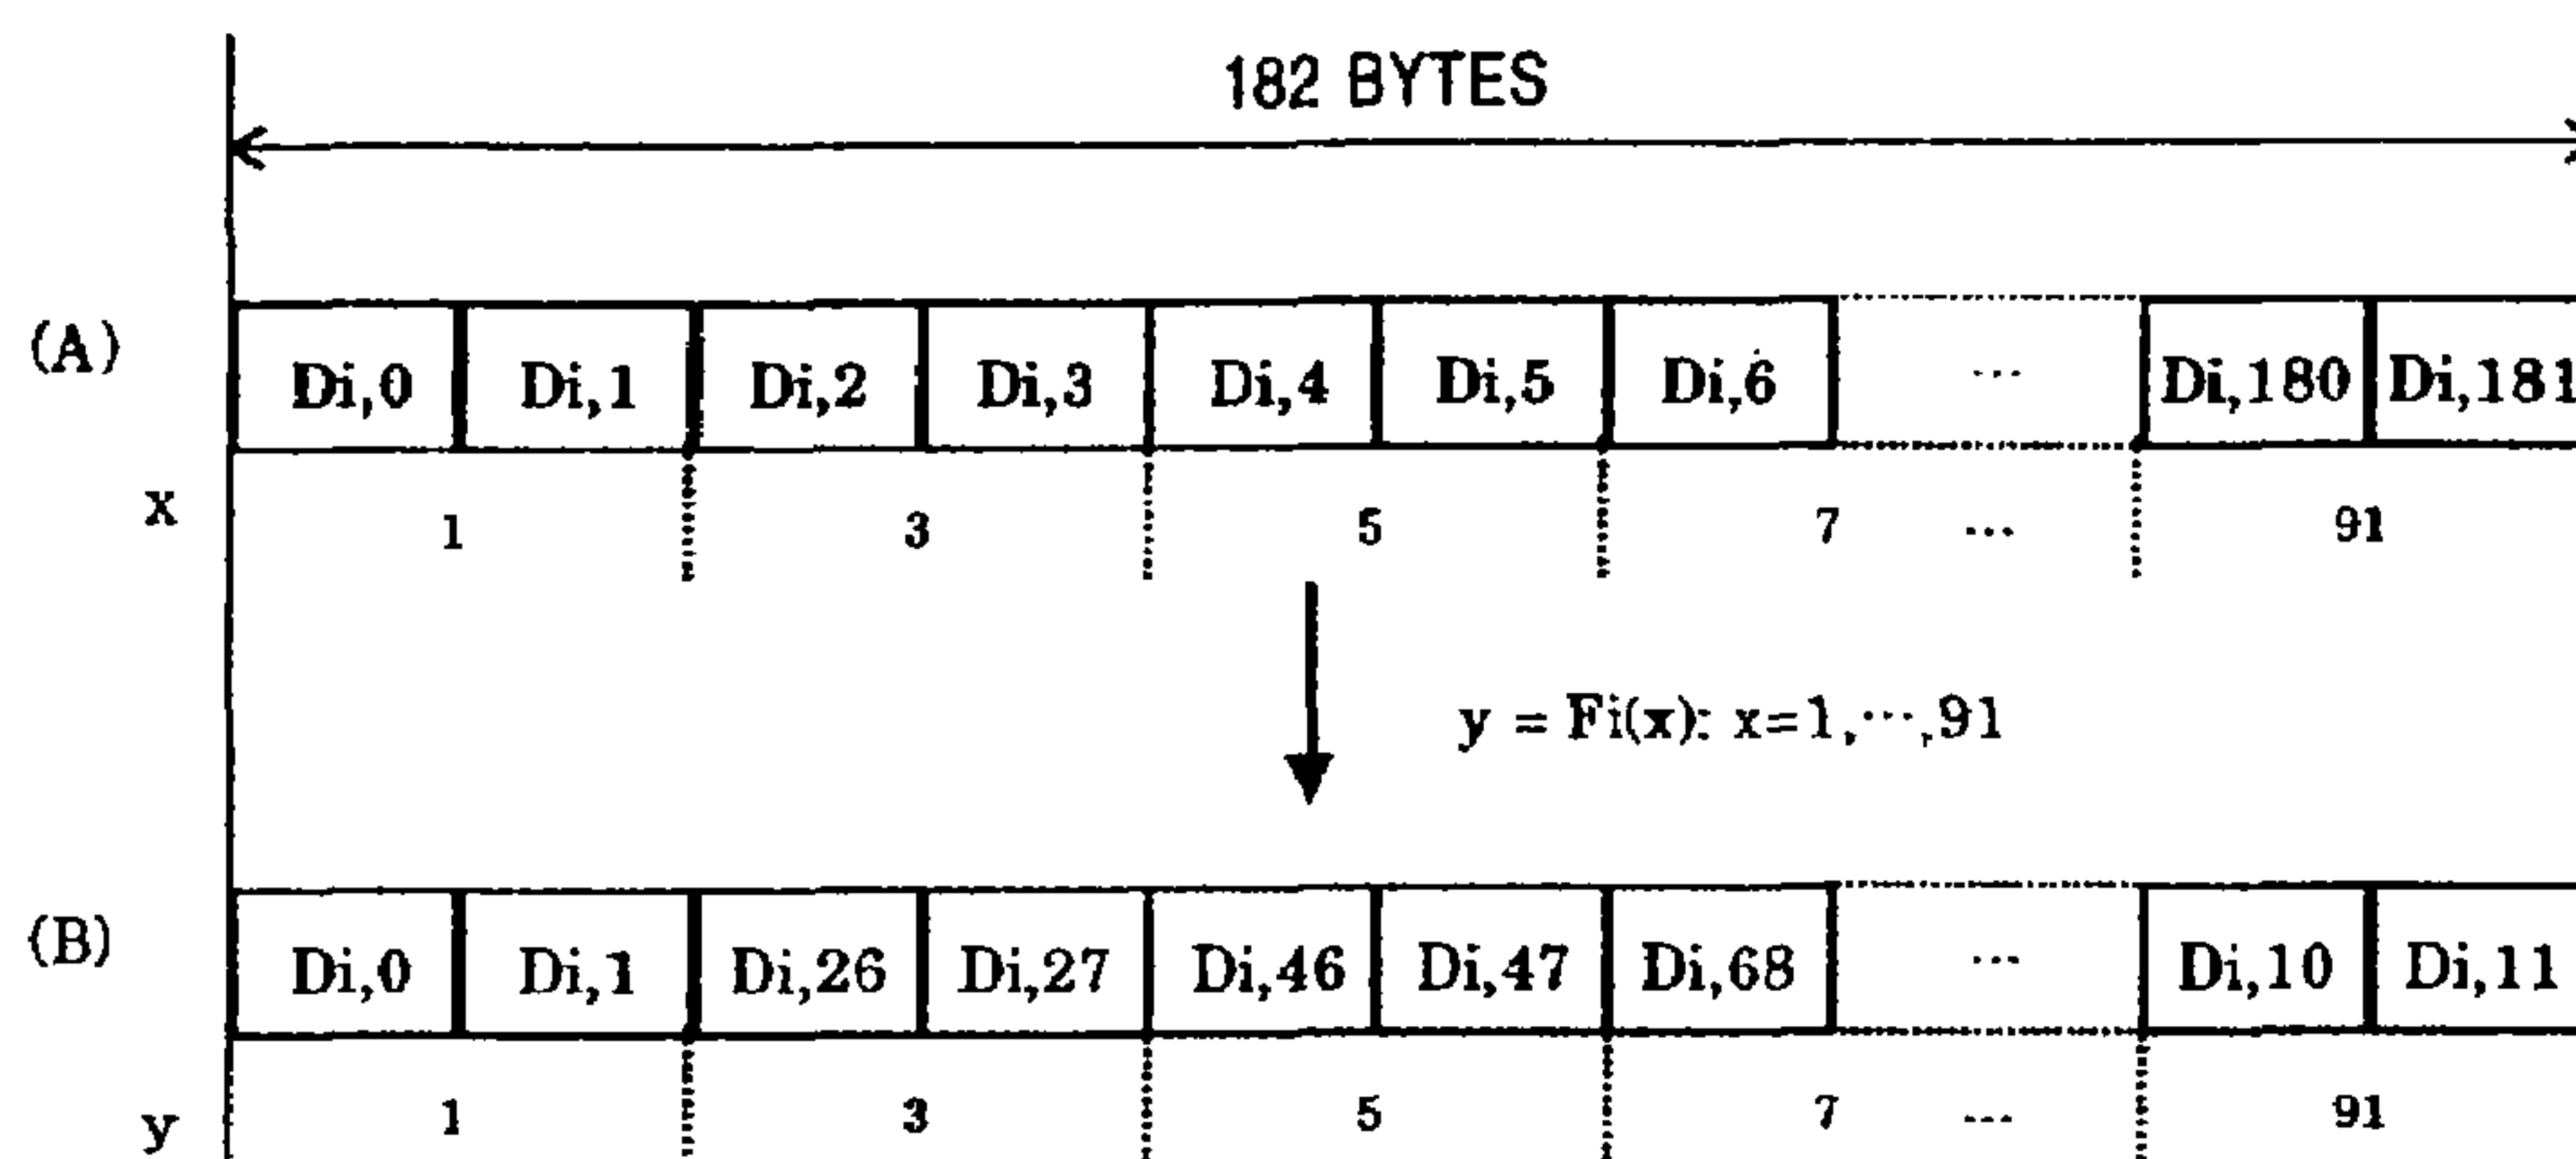 182 BYTES
(A) Di,0 Di,1 Di,2 Di,3 Di,4 Di,5 Di,6 ... Di,180 Di,181
x 1 3 5 7 ... 91
y = Fi(x): x=1,...,91
(B) Di,0 Di,1 Di,26 Di,27 Di,46 Di,47 Di,68 ... Di,10 Di,11
y 1 3 5 7 ... 91